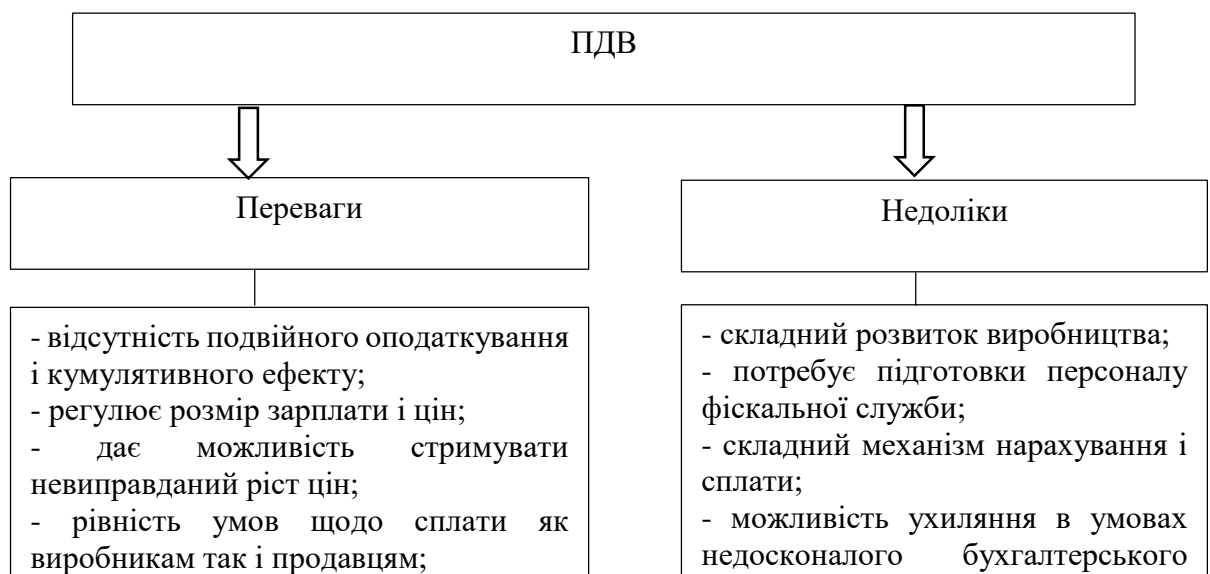 ПДВ
Переваги
Недоліки
- відсутність подвійного оподаткування
і кумулятивного ефекту;
- регулює розмір зарплати і цін;
- дає можливість стримувати
невиправданий ріст цін;
- рівність умов щодо сплати як
виробникам так і продавцям;
- складний розвиток виробництва;
- потребує підготовки персоналу
фіскальної служби;
- складний механізм нарахування і
сплати;
- можливість ухиляння в умовах
недосконалого бухгалтерського